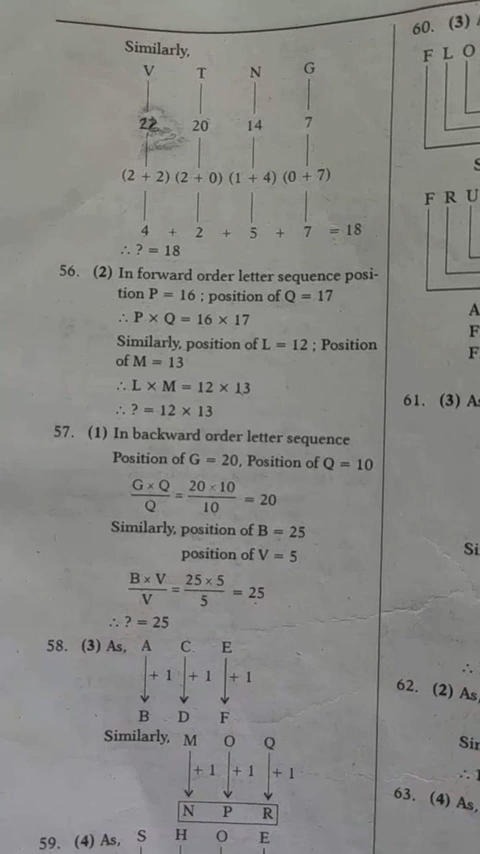 Similarly,
V T N G
22 20 14 7
(2 + 2) (2 + 0) (1 + 4) (0 + 7)
4 + 2 + 5 + 7 = 18
∴ ? = 18
56. (2) In forward order letter sequence posi-
tion P = 16 ; position of Q = 17
∴ P × Q = 16 × 17
Similarly, position of L = 12 ; Position
of M = 13
∴ L × M = 12 × 13
∴ ? = 12 × 13
57. (1) In backward order letter sequence
Position of G = 20, Position of Q = 10
G × Q / Q = 20 × 10 / 10 = 20
Similarly, position of B = 25
position of V = 5
B × V / V = 25 × 5 / 5 = 25
∴ ? = 25
58. (3) As, A C E
+ 1 + 1 + 1
B D F
Similarly, M O Q
+ 1 + 1 + 1
N P R
59. (4) As, S H O E
60. (3)
F L O
F R U
A
F
F
61. (3) As
Si
∴
62. (2) As,
Sir
∴
63. (4) As,